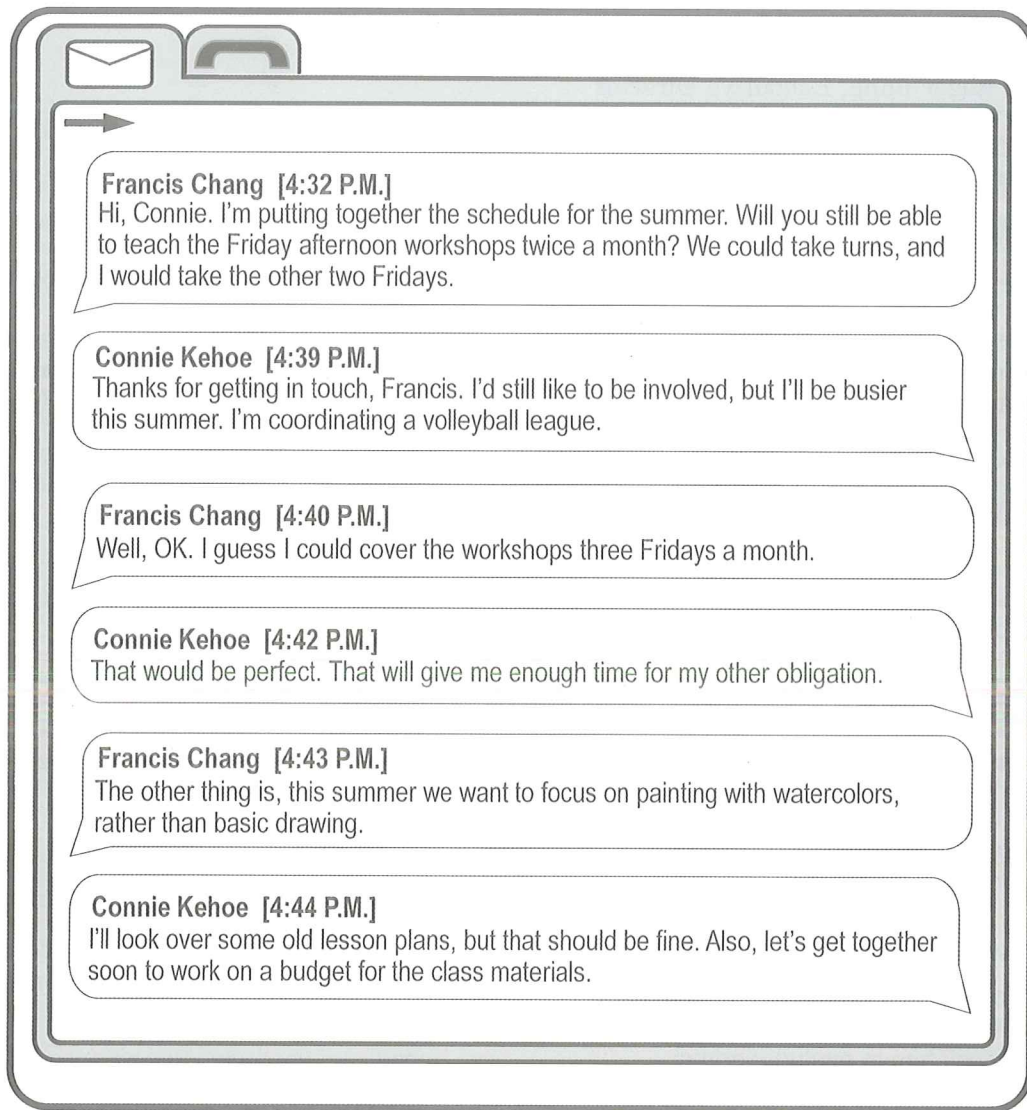 Francis Chang [4:32 P.M.]
Hi, Connie. I'm putting together the schedule for the summer. Will you still be able
to teach the Friday afternoon workshops twice a month? We could take turns, and
I would take the other two Fridays.
Connie Kehoe [4:39 P.M.]
Thanks for getting in touch, Francis. I'd still like to be involved, but I'll be busier
this summer. I'm coordinating a volleyball league.
Francis Chang [4:40 P.M.]
Well, OK. I guess I could cover the workshops three Fridays a month.
Connie Kehoe [4:42 P.M.]
That would be perfect. That will give me enough time for my other obligation.
Francis Chang [4:43 P.M.]
The other thing is, this summer we want to focus on painting with watercolors,
rather than basic drawing.
Connie Kehoe [4:44 P.M.]
I'll look over some old lesson plans, but that should be fine. Also, let's get together
soon to work on a budget for the class materials.